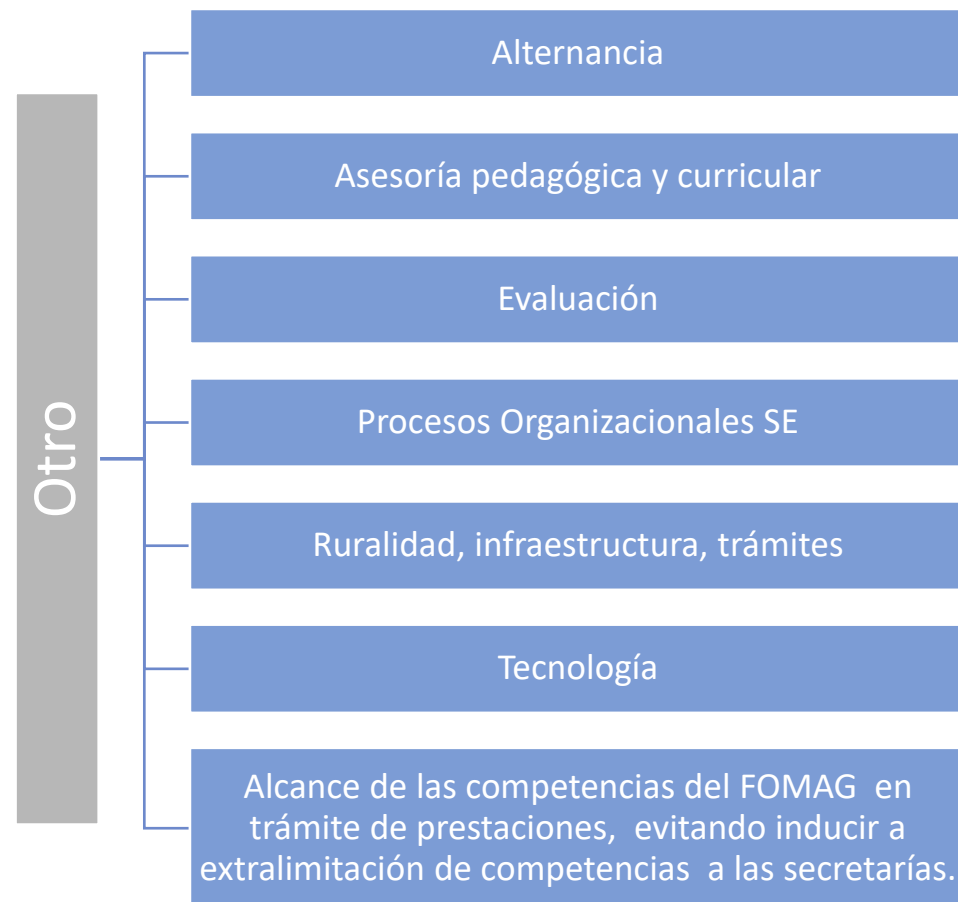 Otro
Alternancia
Asesoría pedagógica y curricular
Evaluación
Procesos Organizacionales SE
Ruralidad, infraestructura, trámites
Tecnología
Alcance de las competencias del FOMAG en
trámite de prestaciones, evitando inducir a
extralimitación de competencias a las secretarías.